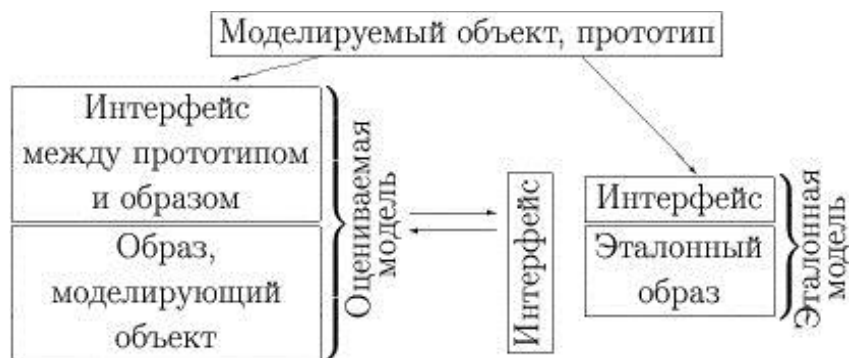 Моделируемый объект, прототип
Интерфейс
между прототипом
и образом
Образ,
моделирующий
объект
Оцениваемая
модель
Интерфейс
Интерфейс
Эталонный
образ
Эталонная
модель